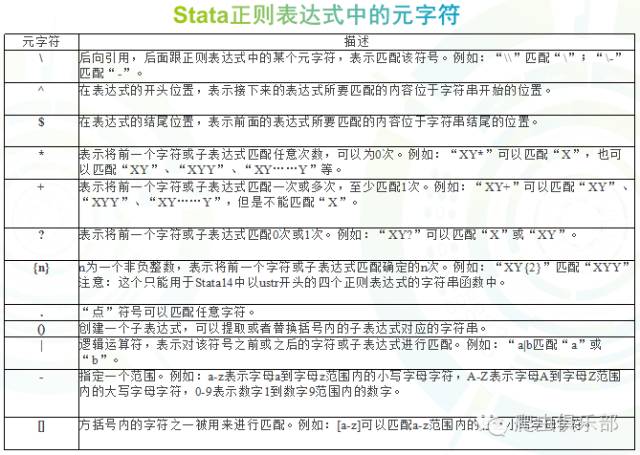 Stata正则表达式中的元字符
元字符 描述
\ 后向引用，后面跟正则表达式中的某个元字符，表示匹配该符号。例如：“\\”匹配“\”；“\-”
匹配“-”。
^ 在表达式的开头位置，表示接下来的表达式所要匹配的内容位于字符串开始的位置。
$ 在表达式的结尾位置，表示前面的表达式所要匹配的内容位于字符串结尾的位置。
* 表示将前一个字符或子表达式匹配任意次数，可以为0次。例如：“XY*”可以匹配“X”，也可
以匹配“XY”、“XYY”、“XY……Y”等。
+ 表示将前一个字符或子表达式匹配一次或多次，至少匹配1次。例如：“XY+”可以匹配“XY”、
“XYY”、“XY……Y”，但是不能匹配“X”。
? 表示将前一个字符或子表达式匹配0次或1次。例如：“XY?”可以匹配“X”或“XY”。
{n} n为一个非负整数，表示将前一个字符或子表达式匹配确定的n次。例如：“XY{2}”匹配“XYY”
注意：这个只能用于Stata14中以ustr开头的四个正则表达式的字符串函数中。
. “点”符号可以匹配任意字符。
() 创建一个子表达式，可以提取或者替换括号内的子表达式对应的字符串。
| 逻辑运算符，表示对该符号之前或之后的字符或子表达式进行匹配。例如：“a|b匹配“a”或
“b”。
- 指定一个范围。例如：a-z表示字母a到字母z范围内的小写字母字符，A-Z表示字母A到字母Z范围
内的大写字母字符，0-9表示数字1到数字9范围内的数字。
[] 方括号内的字符之一被用来进行匹配。例如：[a-z]可以匹配a-z范围内的 小写字母字符
爬虫俱乐部